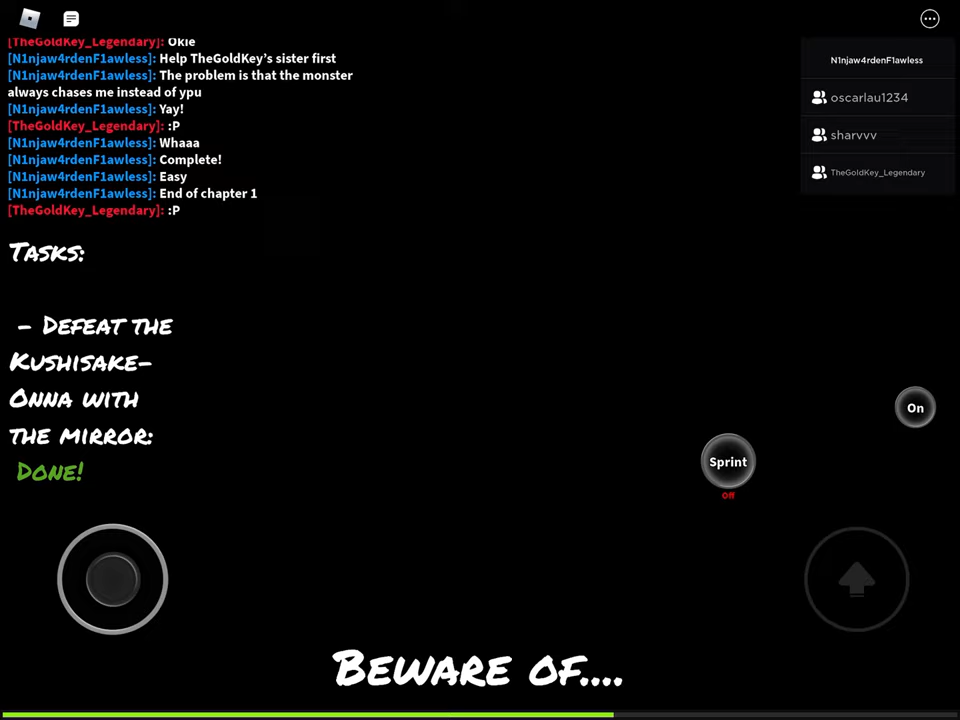 [TheGoldKey_Legendary]: Okie
[N1njaw4rdenF1awless]: Help TheGoldKey's sister first
[N1njaw4rdenF1awless]: The problem is that the monster
always chases me instead of ypu
[N1njaw4rdenF1awless]: Yay!
[TheGoldKey_Legendary]: :P
[N1njaw4rdenF1awless]: Whaaa
[N1njaw4rdenF1awless]: Complete!
[N1njaw4rdenF1awless]: Easy
[N1njaw4rdenF1awless]: End of chapter 1
[TheGoldKey_Legendary]: :P
N1njaw4rdenF1awless
oscarlau1234
sharvvv
TheGoldKey_Legendary
Tasks:
- Defeat the
Kushisake-
Onna with
the mirror:
Done!
On
Sprint
Off
Beware of....